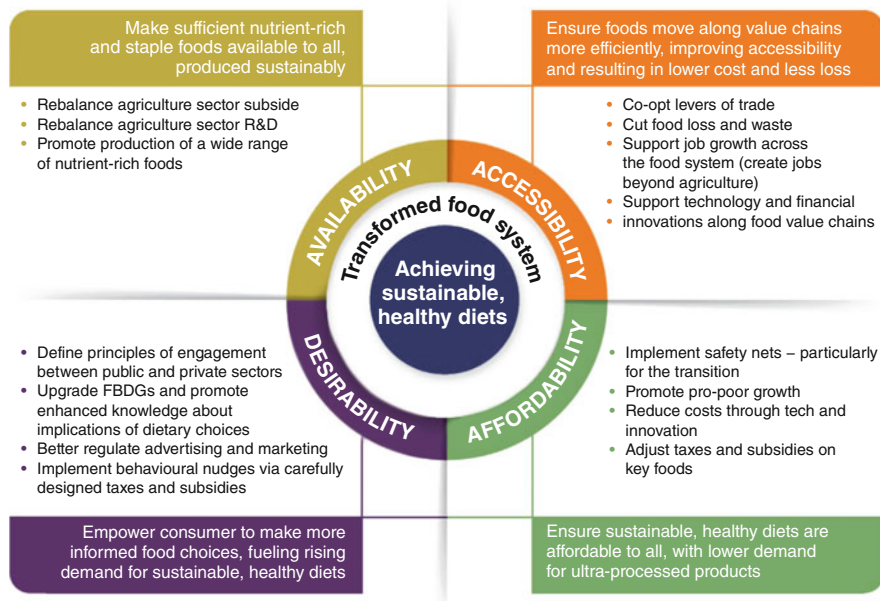 Make sufficient nutrient-rich
and staple foods available to all,
produced sustainably
• Rebalance agriculture sector subside
• Rebalance agriculture sector R&D
• Promote production of a wide range
of nutrient-rich foods
Ensure foods move along value chains
more efficiently, improving accessibility
and resulting in lower cost and less loss
• Co-opt levers of trade
• Cut food loss and waste
• Support job growth across
the food system (create jobs
beyond agriculture)
• Support technology and financial
• innovations along food value chains
AVAILABILITY
ACCESSIBILITY
Transformed food system
Achieving
sustainable,
healthy diets
DESIRABILITY
AFFORDABILITY
• Define principles of engagement
between public and private sectors
• Upgrade FBDGs and promote
enhanced knowledge about
implications of dietary choices
• Better regulate advertising and marketing
• Implement behavioural nudges via carefully
designed taxes and subsidies
Empower consumer to make more
informed food choices, fueling rising
demand for sustainable, healthy diets
• Implement safety nets – particularly
for the transition
• Promote pro-poor growth
• Reduce costs through tech and
innovation
• Adjust taxes and subsidies on
key foods
Ensure sustainable, healthy diets are
affordable to all, with lower demand
for ultra-processed products